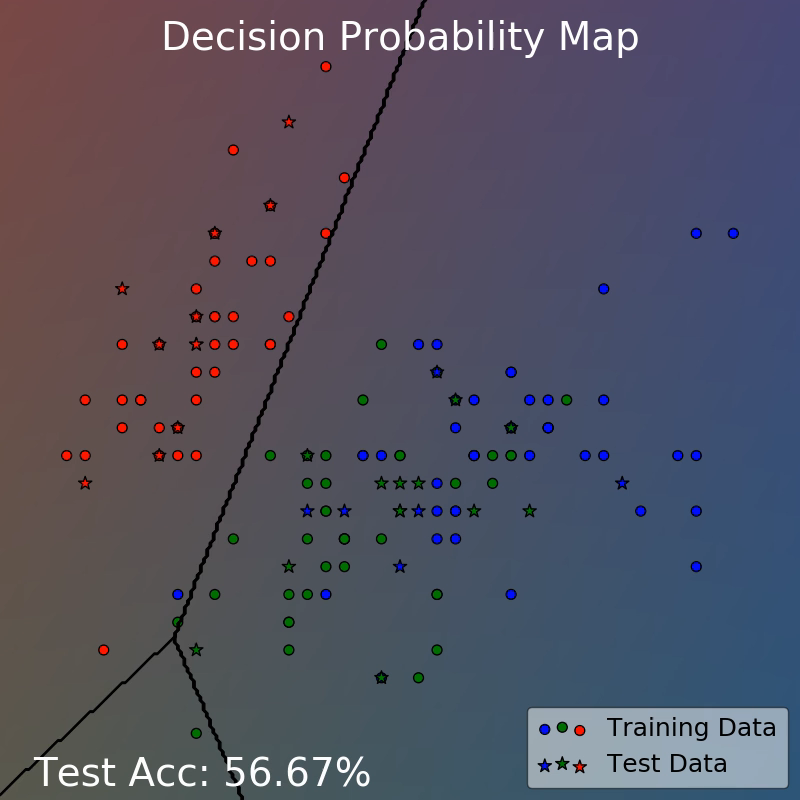 Decision Probability Map
Training Data
Test Data
Test Acc: 56.67%